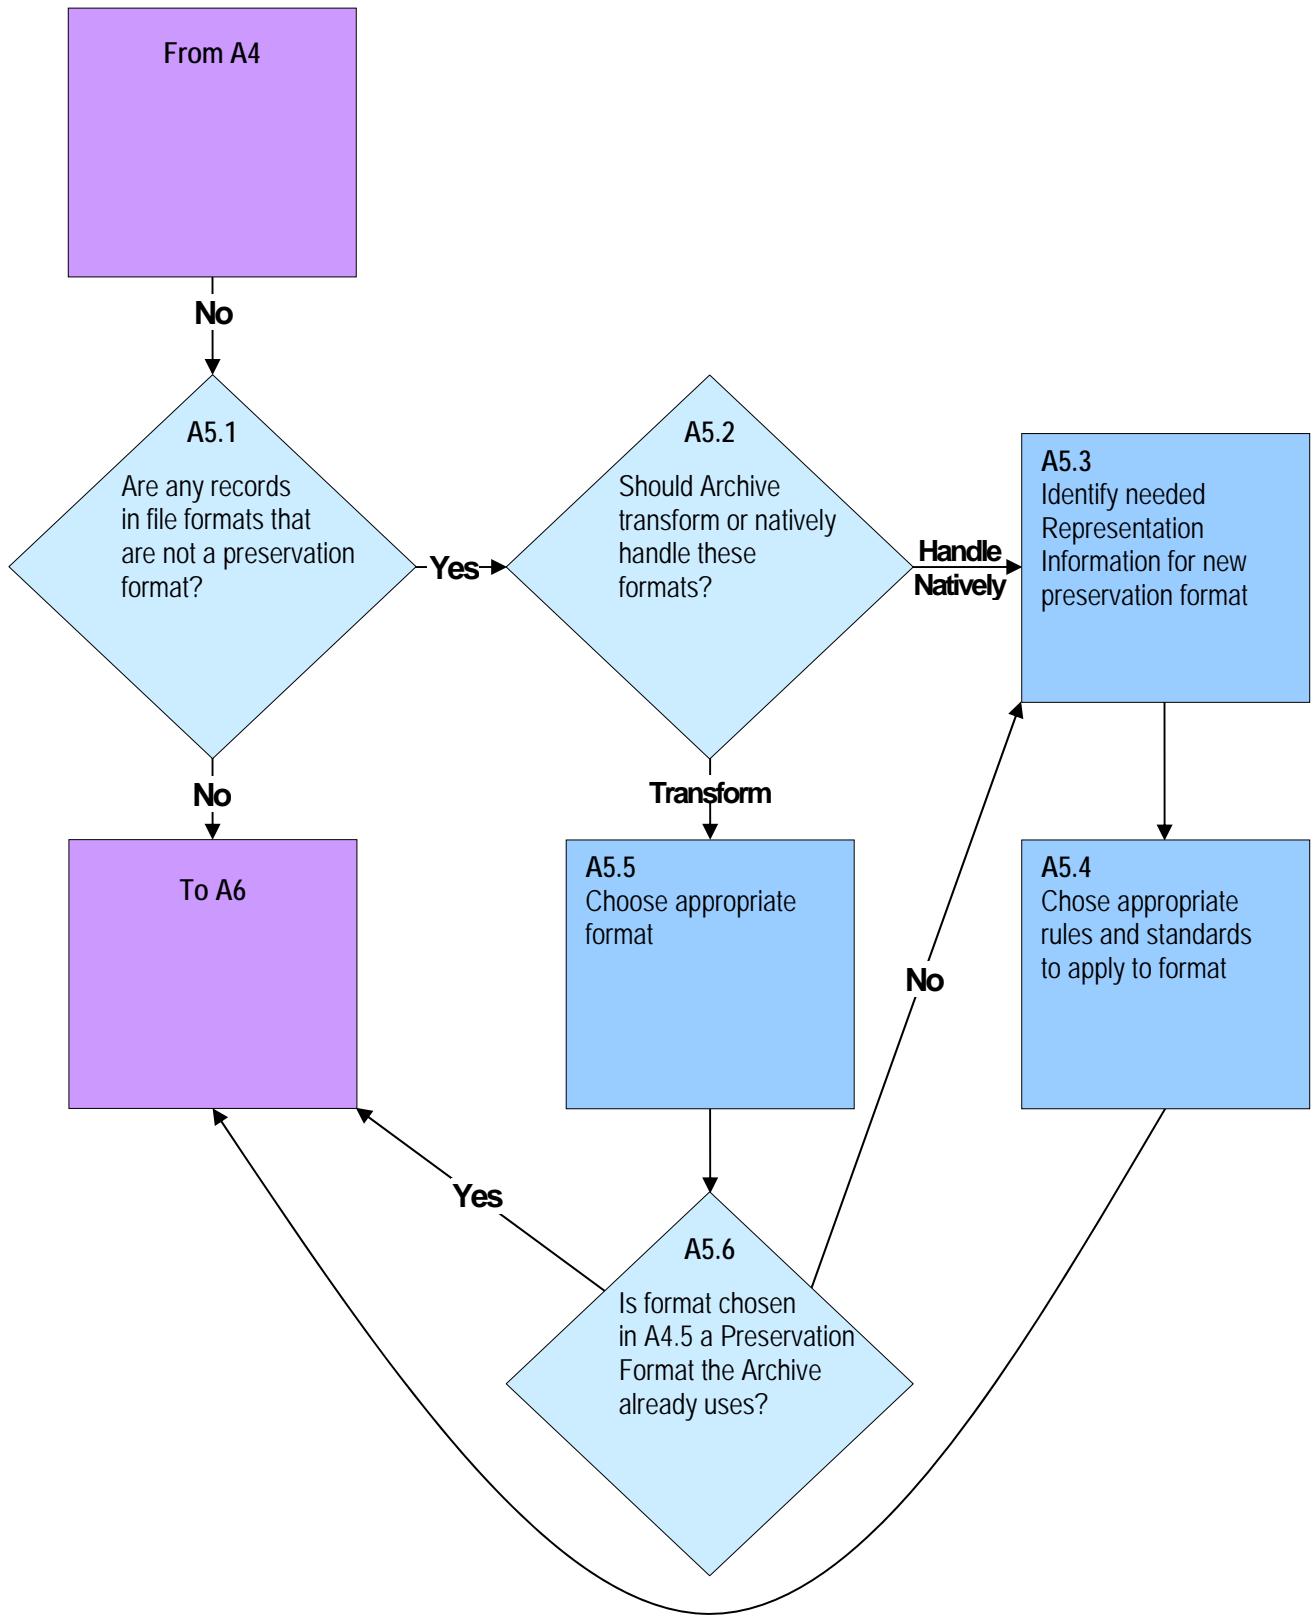 From A4
No
A5.1
Are any records
in file formats that
are not a preservation
format?
Yes
A5.2
Should Archive
transform or natively
handle these
formats?
Handle
Natively
A5.3
Identify needed
Representation
Information for new
preservation format
No
Transform
To A6
A5.5
Choose appropriate
format
A5.4
Chose appropriate
rules and standards
to apply to format
No
Yes
A5.6
Is format chosen
in A4.5 a Preservation
Format the Archive
already uses?